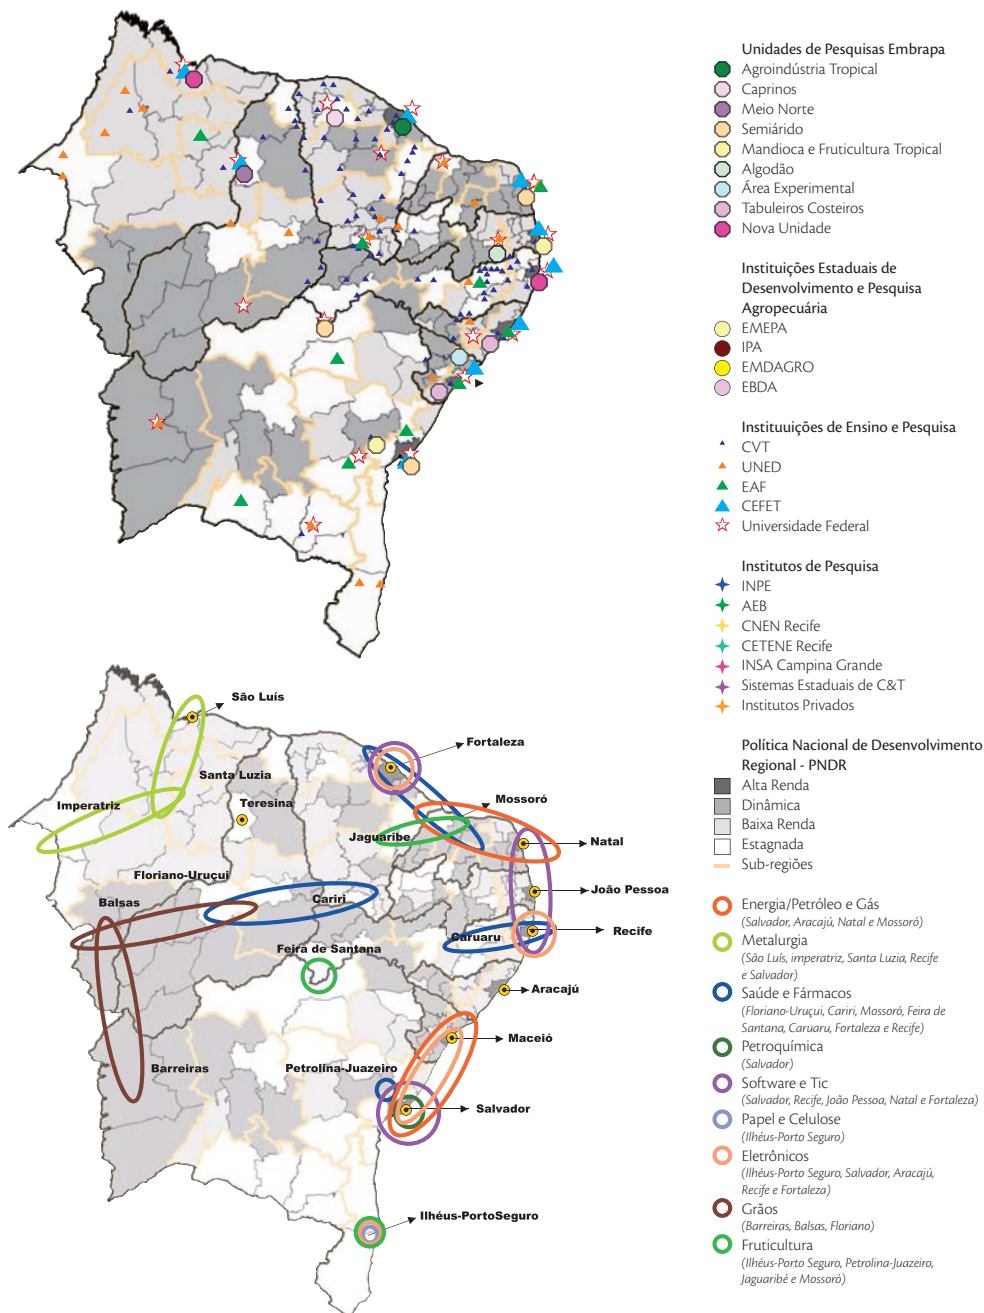 Unidades de Pesquisas Embrapa
Agroindústria Tropical
Caprinos
Meio Norte
Semiárido
Mandioca e Fruticultura Tropical
Algodão
Área Experimental
Tabuleiros Costeiros
Nova Unidade
Instituições Estaduais de
Desenvolvimento e Pesquisa
Agropecuária
EMEPA
IPA
EMDAGRO
EBDA
Instituuições de Ensino e Pesquisa
CVT
UNED
EAF
CEFET
Universidade Federal
Institutos de Pesquisa
INPE
AEB
CNEN Recife
CETENE Recife
INSA Campina Grande
Sistemas Estaduais de C&T
Institutos Privados
Política Nacional de Desenvolvimento
Regional - PNDR
Alta Renda
Dinâmica
Baixa Renda
Estagnada
Sub-regiões
Energia/Petróleo e Gás
(Salvador, Aracajú, Natal e Mossoró)
Metalurgia
(São Luís, imperatriz, Santa Luzia, Recife
e Salvador)
Saúde e Fármacos
(Floriano-Uruçui, Cariri, Mossoró, Feira de
Santana, Caruaru, Fortaleza e Recife)
Petroquímica
(Salvador)
Software e Tic
(Salvador, Recife, João Pessoa, Natal e Fortaleza)
Papel e Celulose
(Ilhéus-Porto Seguro)
Eletrônicos
(Ilhéus-Porto Seguro, Salvador, Aracajú,
Recife e Fortaleza)
Grãos
(Barreiras, Balsas, Floriano)
Fruticultura
(Ilhéus-Porto Seguro, Petrolina-Juazeiro,
Jaguaribé e Mossoró)
São Luís
Fortaleza
Santa Luzia
Imperatriz
Teresina
Mossoró
Jaguaribe
Natal
Floriano-Uruçui
João Pessoa
Balsas
Cariri
Recife
Caruaru
Feira de Santana
Aracajú
Maceió
Petrolina-Juazeiro
Barreiras
Salvador
Ilhéus-PortoSeguro